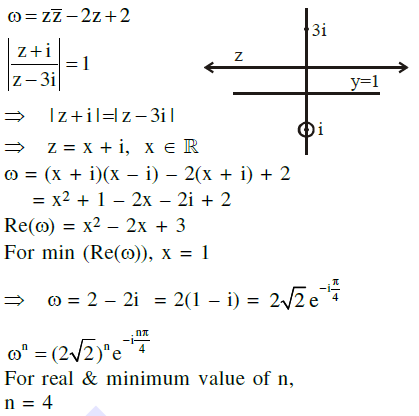 ω = zz̅ − 2z + 2
|z + i / z − 3i| = 1
3i
z
y=1
i
⇒ |z + i| = |z − 3i|
⇒ z = x + i, x ∈ ℝ
ω = (x + i)(x − i) − 2(x + i) + 2
= x² + 1 − 2x − 2i + 2
Re(ω) = x² − 2x + 3
For min (Re(ω)), x = 1
⇒ ω = 2 − 2i = 2(1 − i) = 2√2 e^(−i π/4)
ωⁿ = (2√2)ⁿ e^(−i nπ/4)
For real & minimum value of n,
n = 4